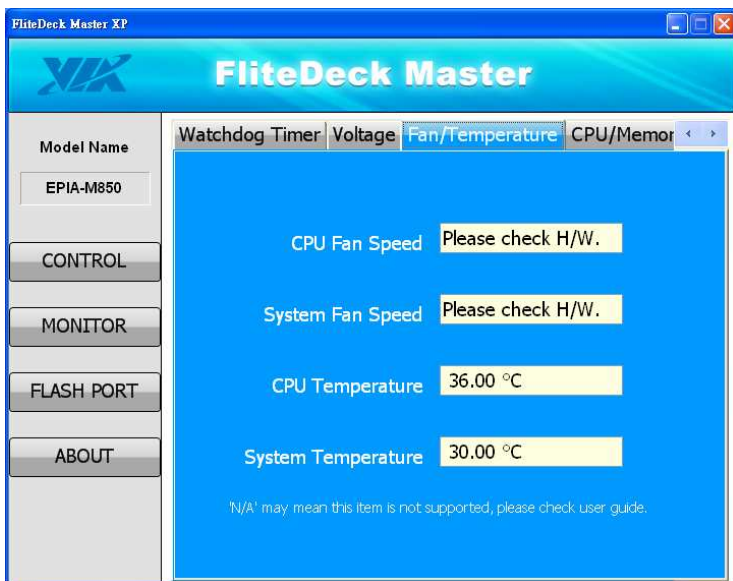 FliteDeck Master XP
VIA
FliteDeck Master
Model Name
EPIA-M850
CONTROL
MONITOR
FLASH PORT
ABOUT
Watchdog Timer Voltage Fan/Temperature CPU/Memor
CPU Fan Speed Please check H/W.
System Fan Speed Please check H/W.
CPU Temperature 36.00 °C
System Temperature 30.00 °C
'N/A' may mean this item is not supported, please check user guide.